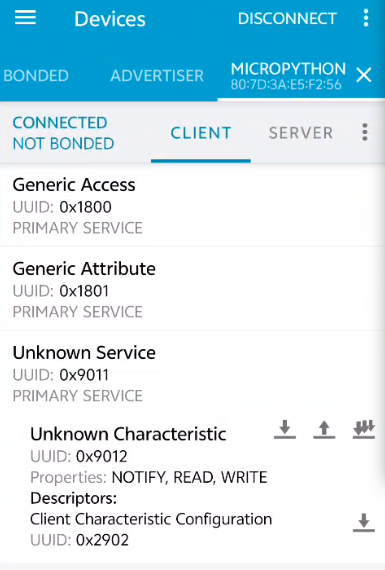 Devices
DISCONNECT
BONDED
ADVERTISER
MICROPYTHON
80:7D:3A:E5:F2:56
CONNECTED
NOT BONDED
CLIENT
SERVER
Generic Access
UUID: 0x1800
PRIMARY SERVICE
Generic Attribute
UUID: 0x1801
PRIMARY SERVICE
Unknown Service
UUID: 0x9011
PRIMARY SERVICE
Unknown Characteristic
UUID: 0x9012
Properties: NOTIFY, READ, WRITE
Descriptors:
Client Characteristic Configuration
UUID: 0x2902